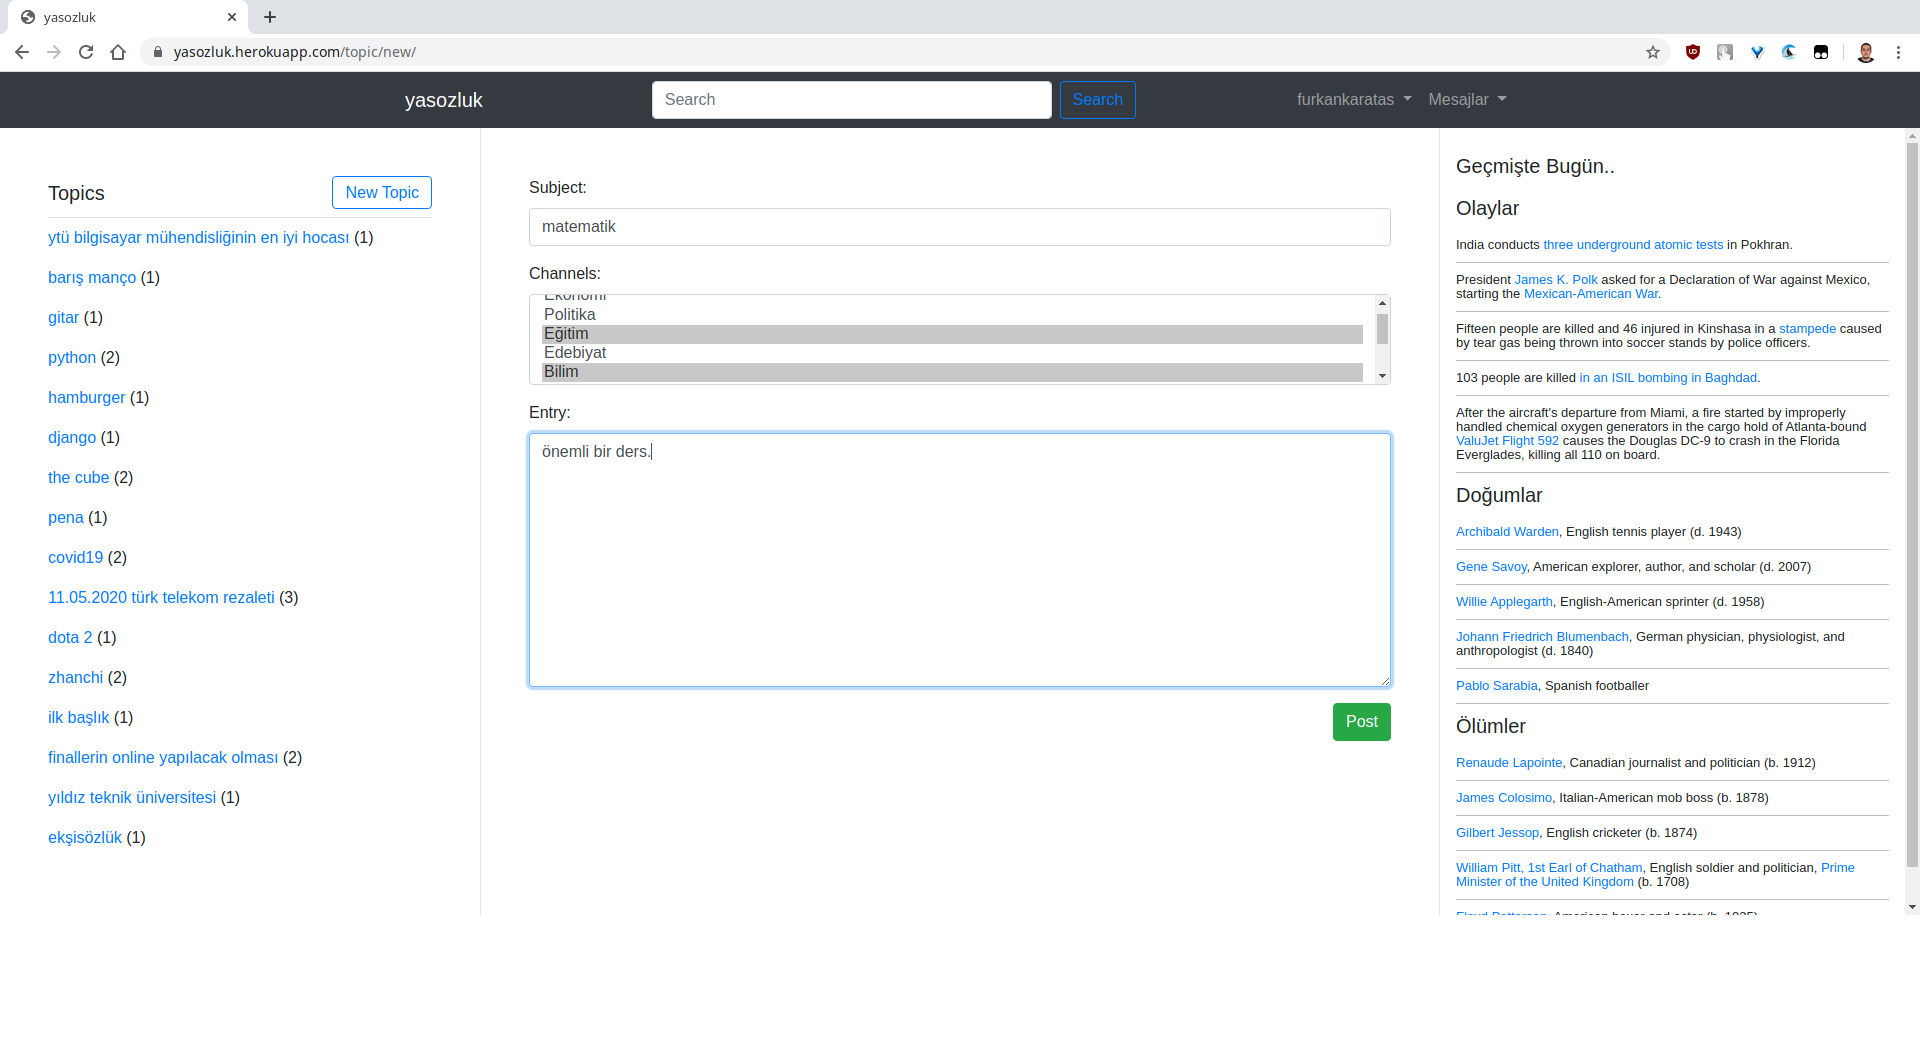 yasozluk
yasozluk.herokuapp.com/topic/new/
yasozluk
Search
Search
furkankaratas
Mesajlar
Topics
New Topic
ytü bilgisayar mühendisliğinin en iyi hocası (1)
barış manço (1)
gitar (1)
python (2)
hamburger (1)
django (1)
the cube (2)
pena (1)
covid19 (2)
11.05.2020 türk telekom rezaleti (3)
dota 2 (1)
zhanchi (2)
ilk başlık (1)
finallerin online yapılacak olması (2)
yıldız teknik üniversitesi (1)
ekşisözlük (1)
Subject:
matematik
Channels:
Ekonomi
Politika
Eğitim
Edebiyat
Bilim
Entry:
önemli bir ders.
Post
Geçmişte Bugün..
Olaylar
India conducts three underground atomic tests in Pokhran.
President James K. Polk asked for a Declaration of War against Mexico,
starting the Mexican-American War.
Fifteen people are killed and 46 injured in Kinshasa in a stampede caused
by tear gas being thrown into soccer stands by police officers.
103 people are killed in an ISIL bombing in Baghdad.
After the aircraft's departure from Miami, a fire started by improperly
handled chemical oxygen generators in the cargo hold of Atlanta-bound
ValuJet Flight 592 causes the Douglas DC-9 to crash in the Florida
Everglades, killing all 110 on board.
Doğumlar
Archibald Warden, English tennis player (d. 1943)
Gene Savoy, American explorer, author, and scholar (d. 2007)
Willie Applegarth, English-American sprinter (d. 1958)
Johann Friedrich Blumenbach, German physician, physiologist, and
anthropologist (d. 1840)
Pablo Sarabia, Spanish footballer
Ölümler
Renaude Lapointe, Canadian journalist and politician (b. 1912)
James Colosimo, Italian-American mob boss (b. 1878)
Gilbert Jessop, English cricketer (b. 1874)
William Pitt, 1st Earl of Chatham, English soldier and politician, Prime
Minister of the United Kingdom (b. 1708)
Floyd Patterson, American boxer and actor (b. 1935)